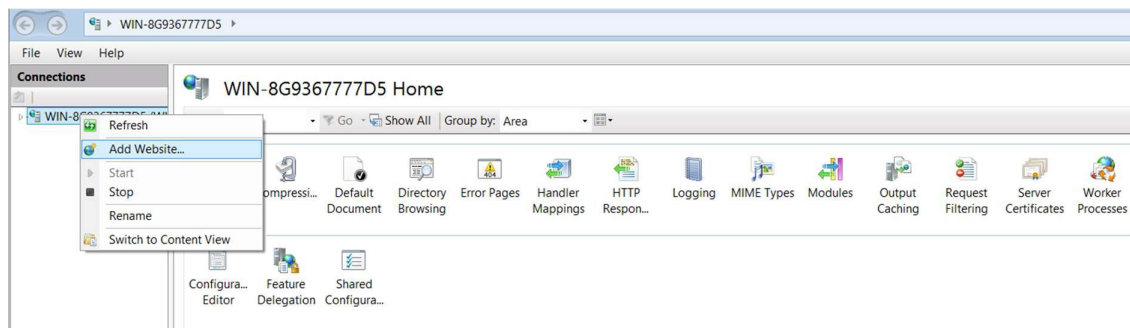 WIN-8G9367777D5
File View Help
Connections
WIN-8G9367777D5 Home
Go Show All Group by: Area
Refresh
Add Website...
Start
Stop
Rename
Switch to Content View
Default Document
Directory Browsing
Error Pages
Handler Mappings
HTTP Respon...
Logging
MIME Types
Modules
Output Caching
Request Filtering
Server Certificates
Worker Processes
Configura... Editor
Feature Delegation
Shared Configura...